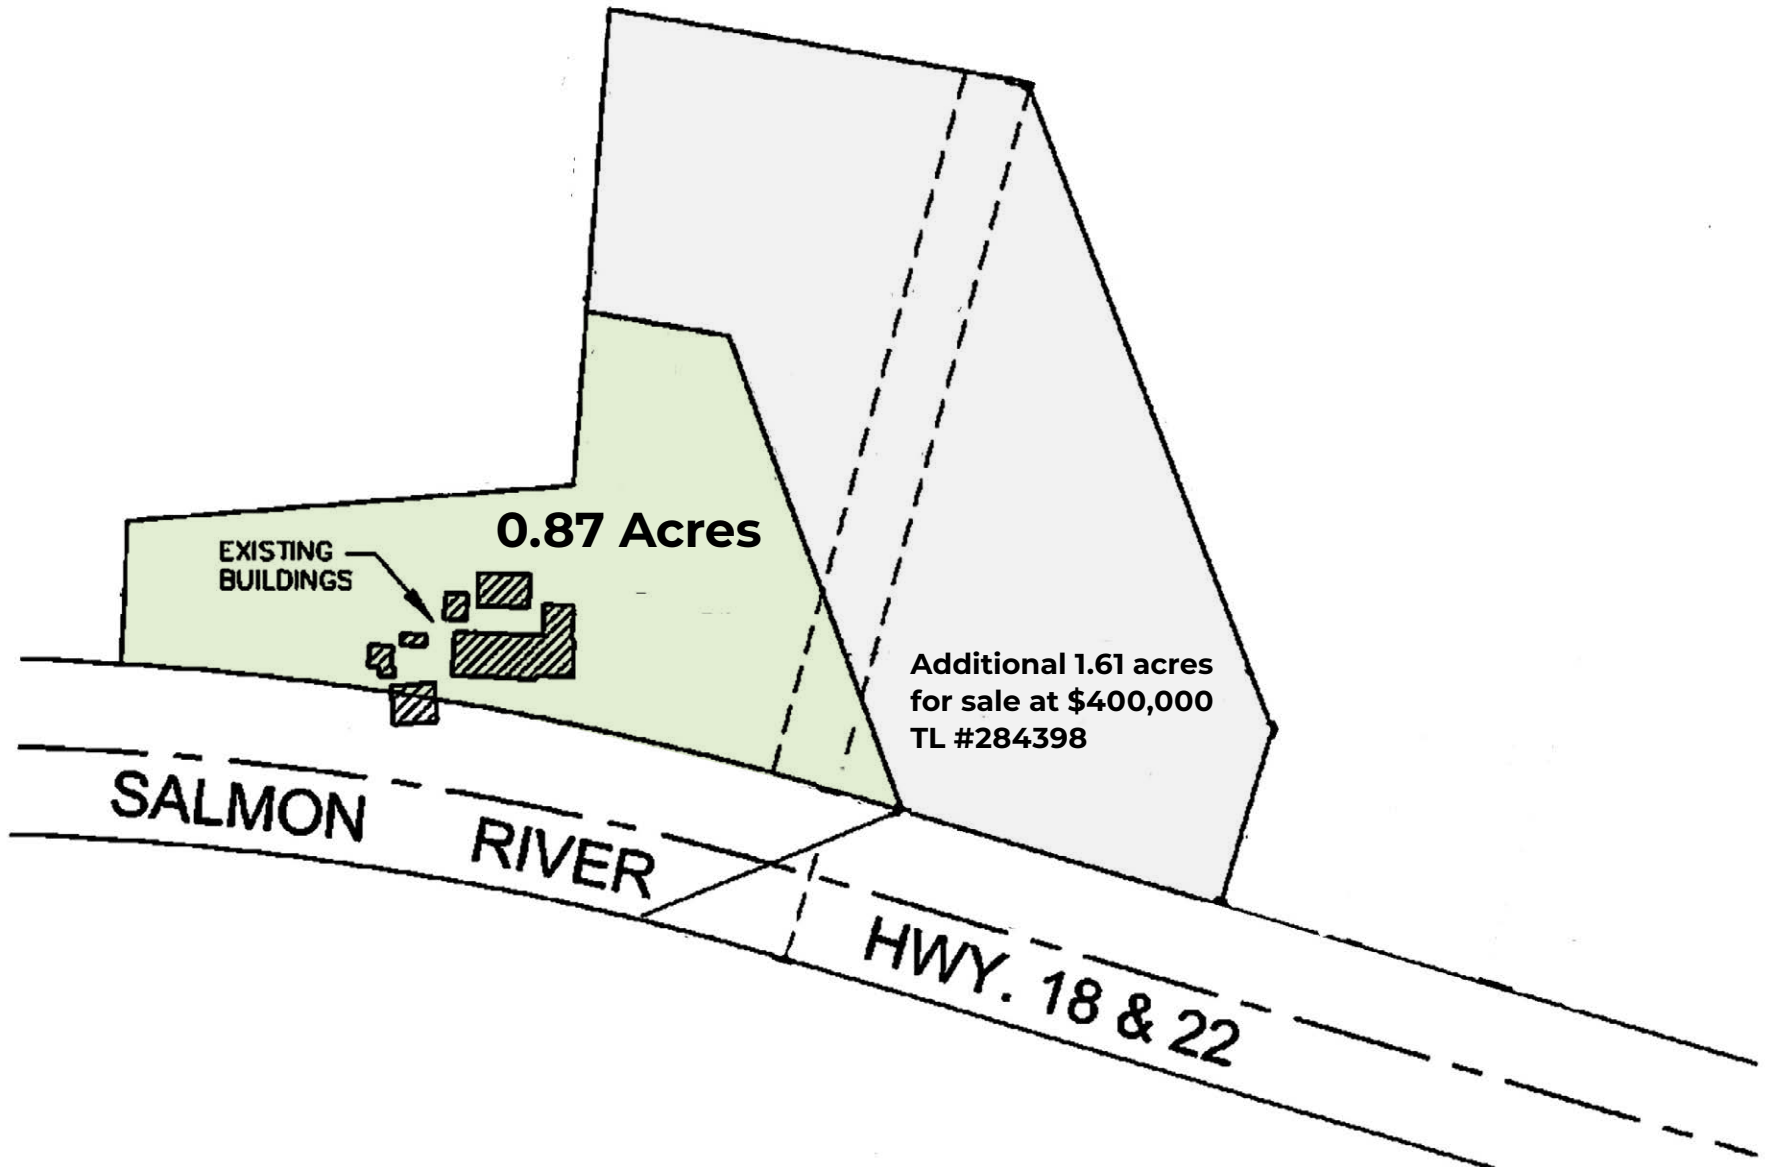 0.87 Acres
EXISTING
BUILDINGS
Additional 1.61 acres
for sale at $400,000
TL #284398
SALMON RIVER HWY. 18 & 22